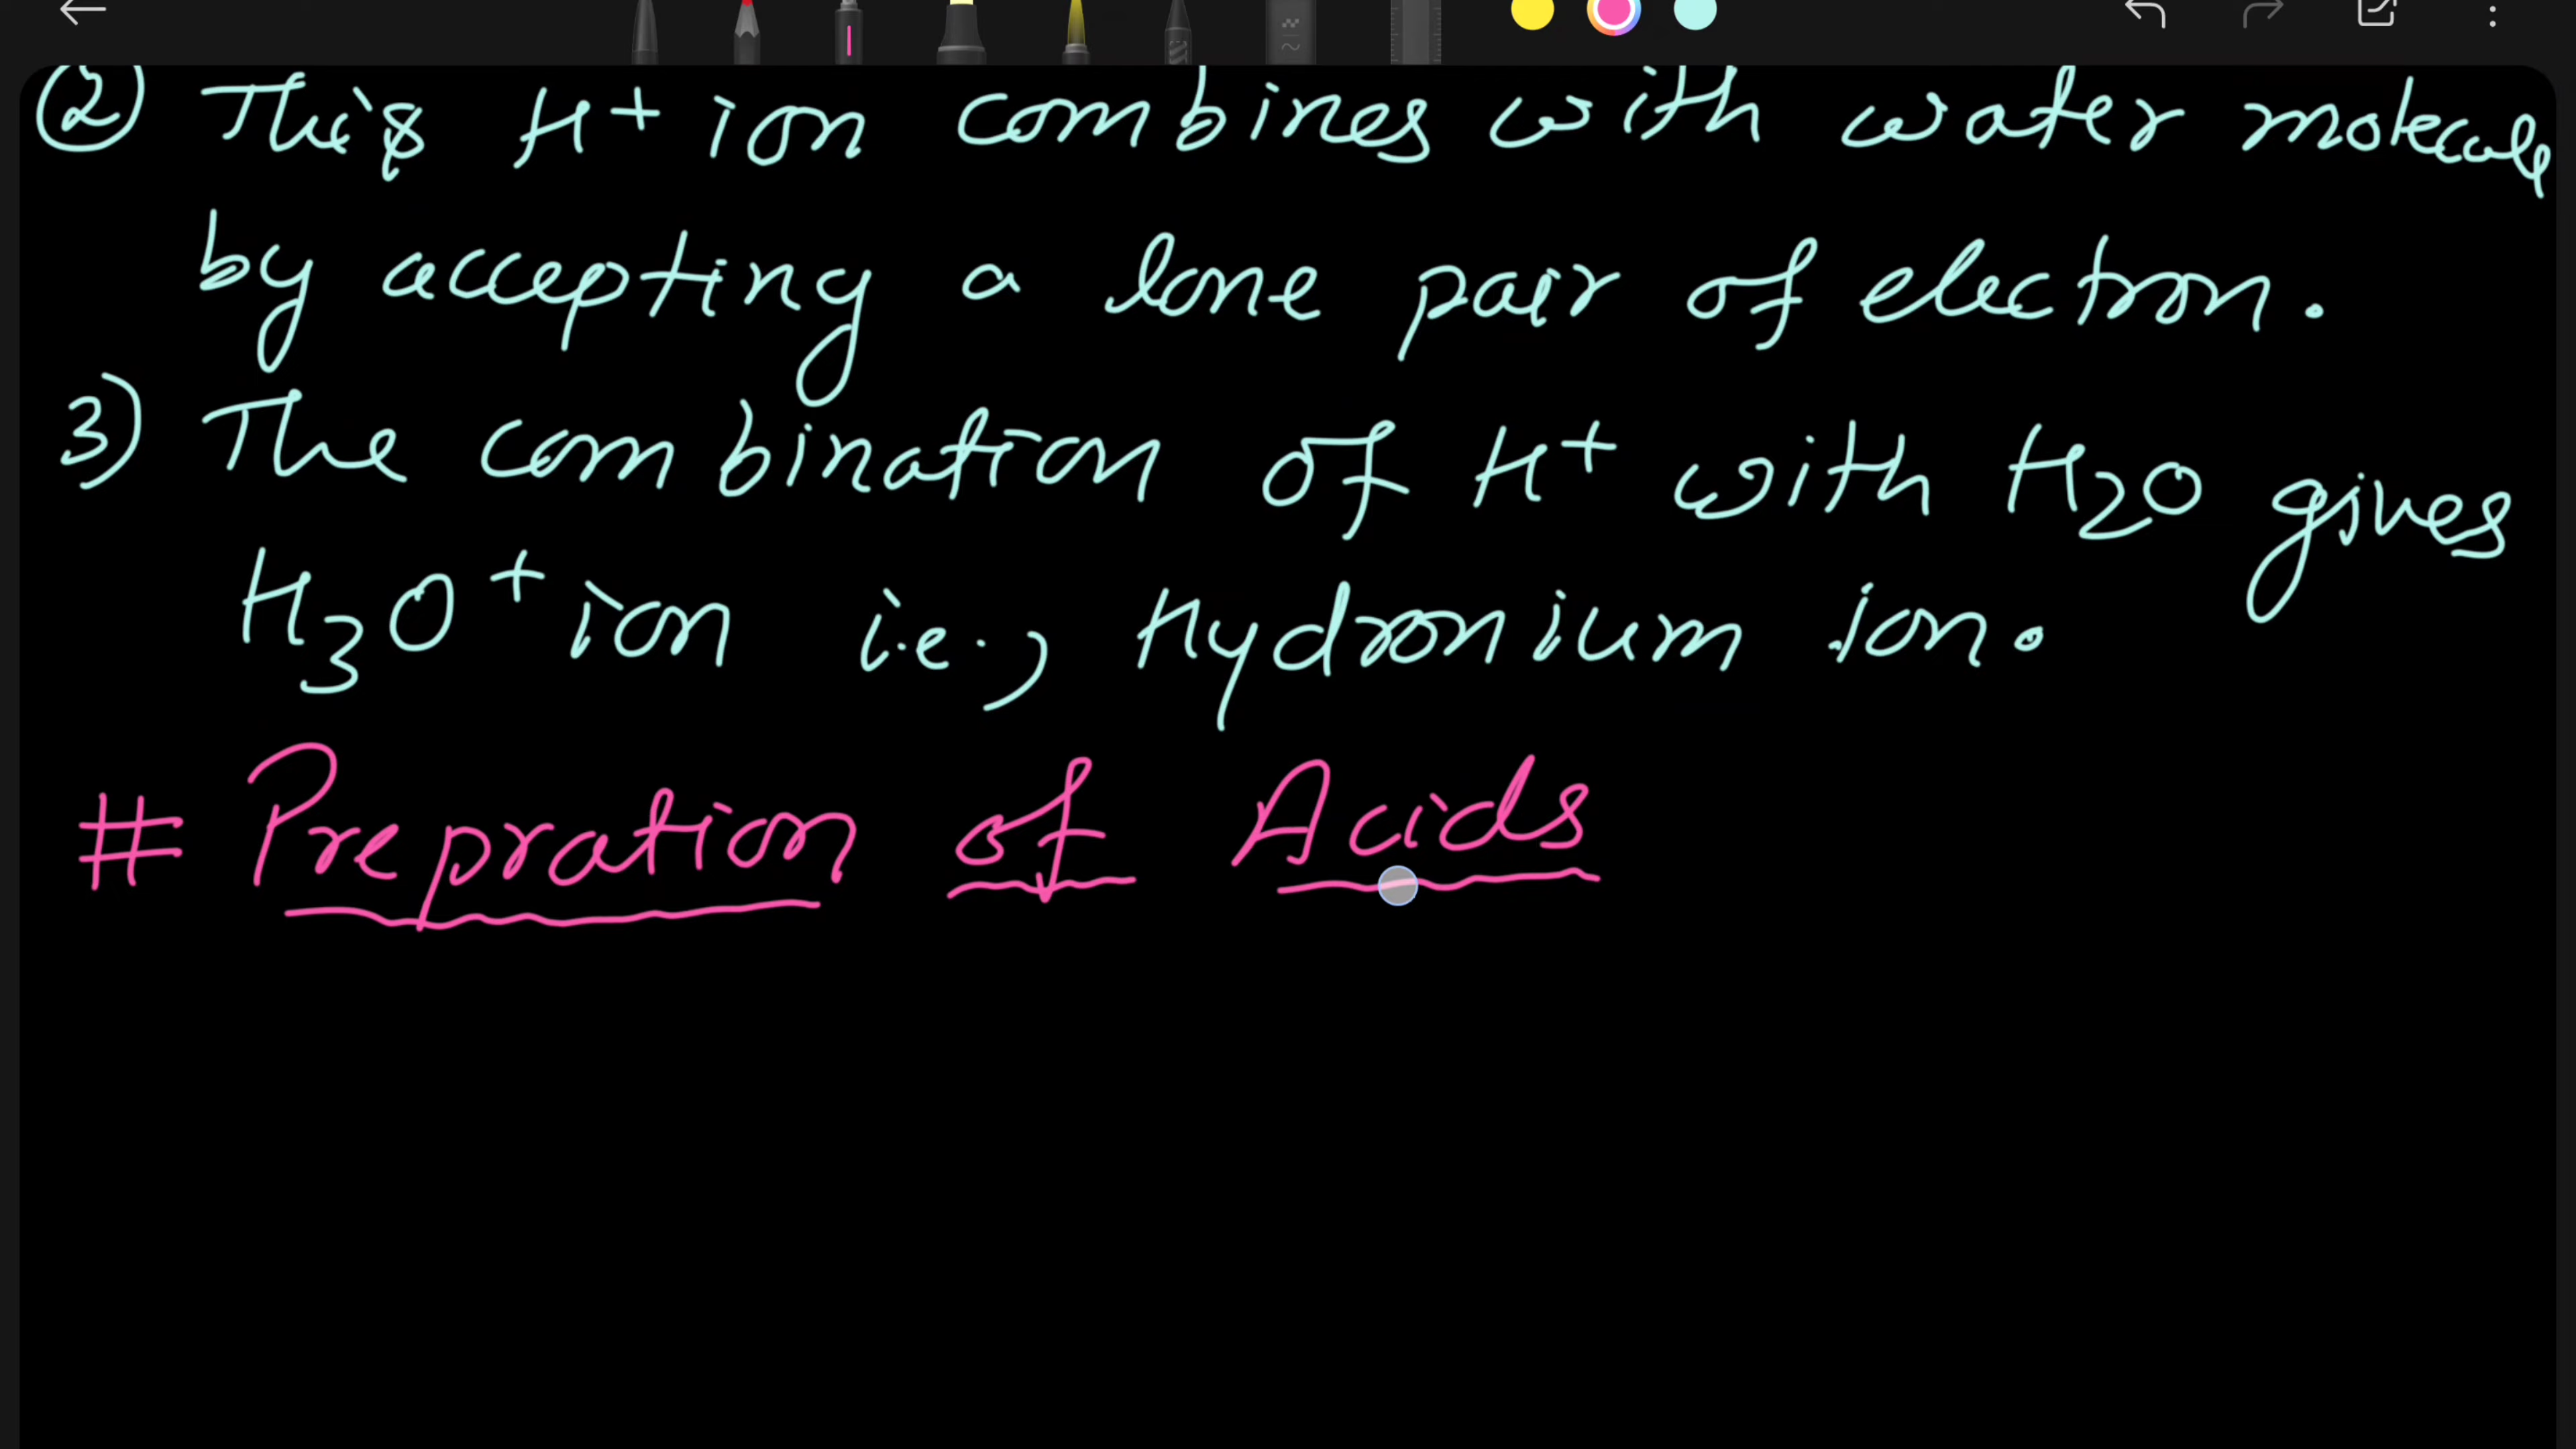 ② This H+ ion combines with water molecule
by accepting a lone pair of electron.
3) The combination of H+ with H2O gives
H3O+ ion i.e., Hydronium ion.
# Prepration of Acids